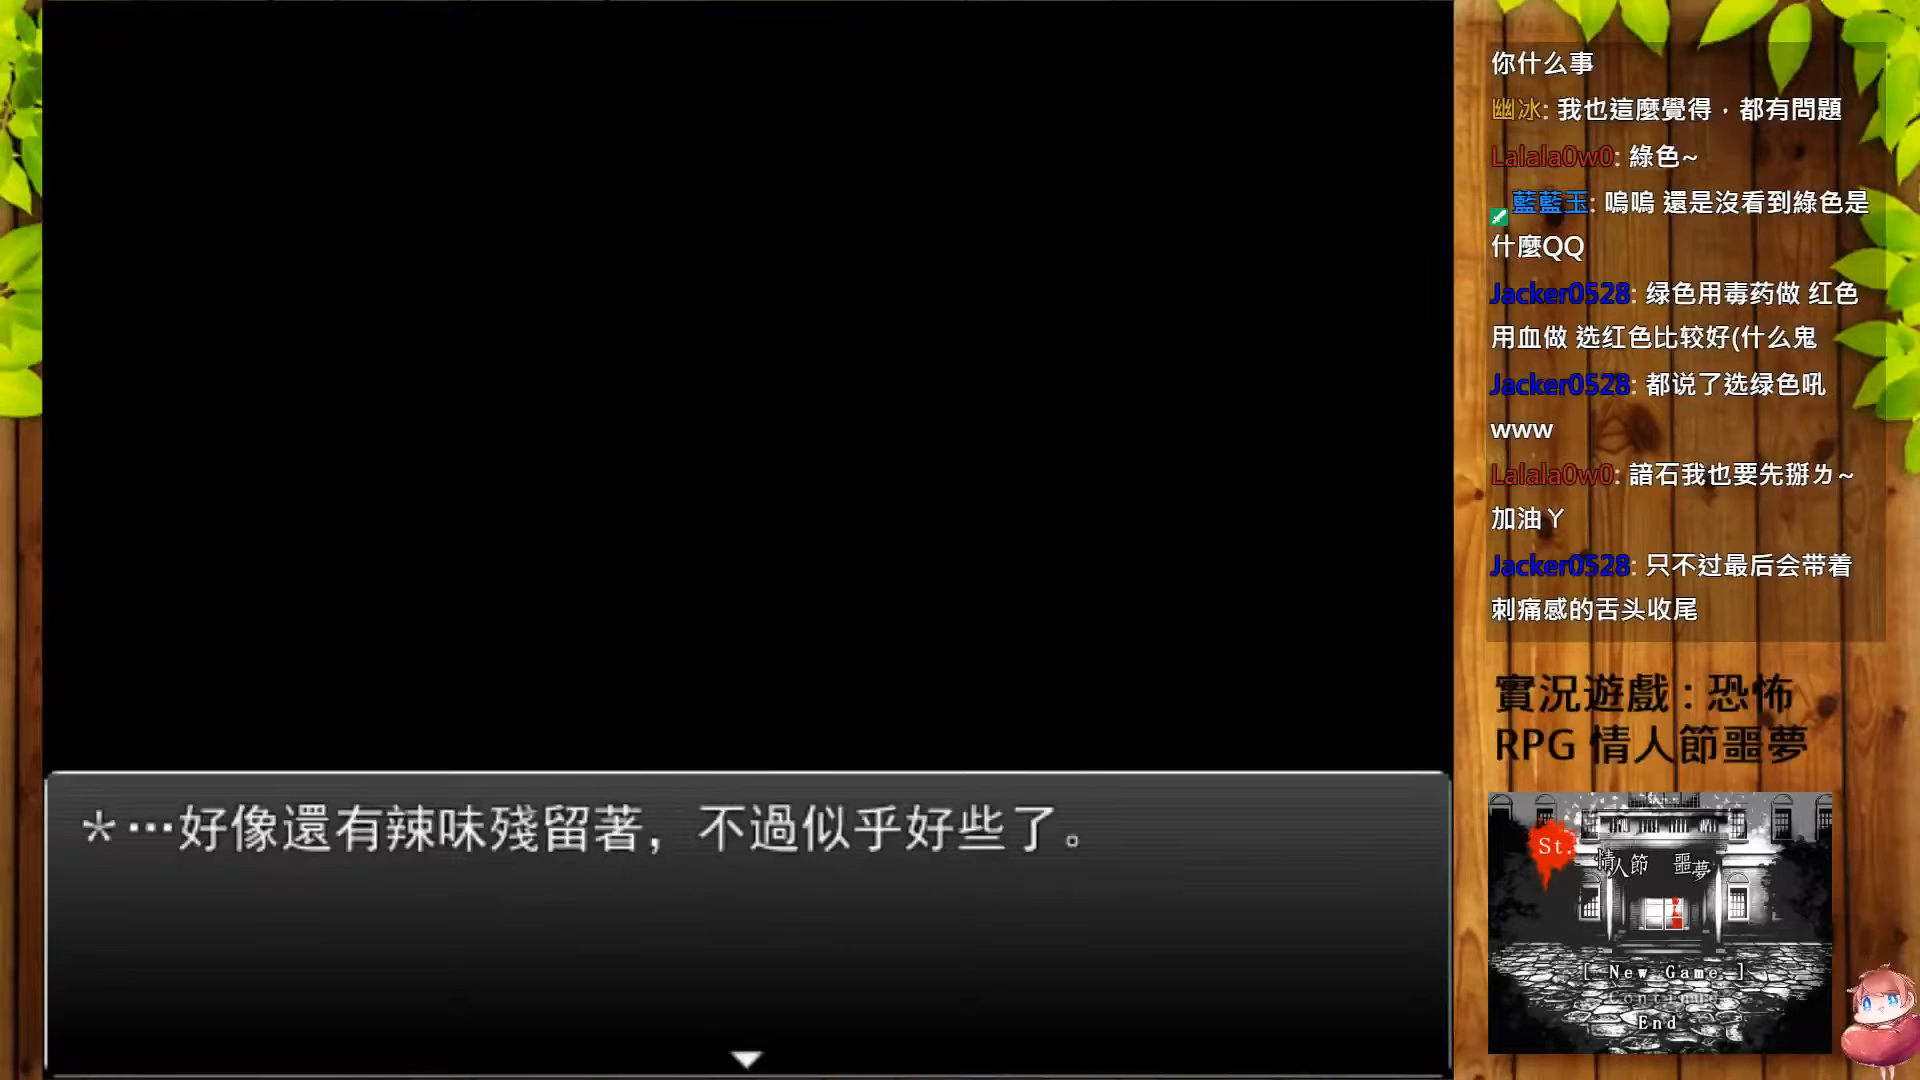 你什么事
幽冰: 我也這麼覺得，都有問題
Lalala0w0: 綠色~
藍藍玉: 嗚嗚 還是沒看到綠色是
什麼QQ
Jacker0528: 绿色用毒药做 红色
用血做 选红色比较好(什么鬼
Jacker0528: 都说了选绿色吼
www
Lalala0w0: 諳石我也要先掰ㄌ~
加油ㄚ
Jacker0528: 只不过最后会带着
刺痛感的舌头收尾
實況遊戲 : 恐怖
RPG 情人節噩夢
St.
情人節 噩夢
[ New Game ]
Continue
End
＊…好像還有辣味殘留著，不過似乎好些了。